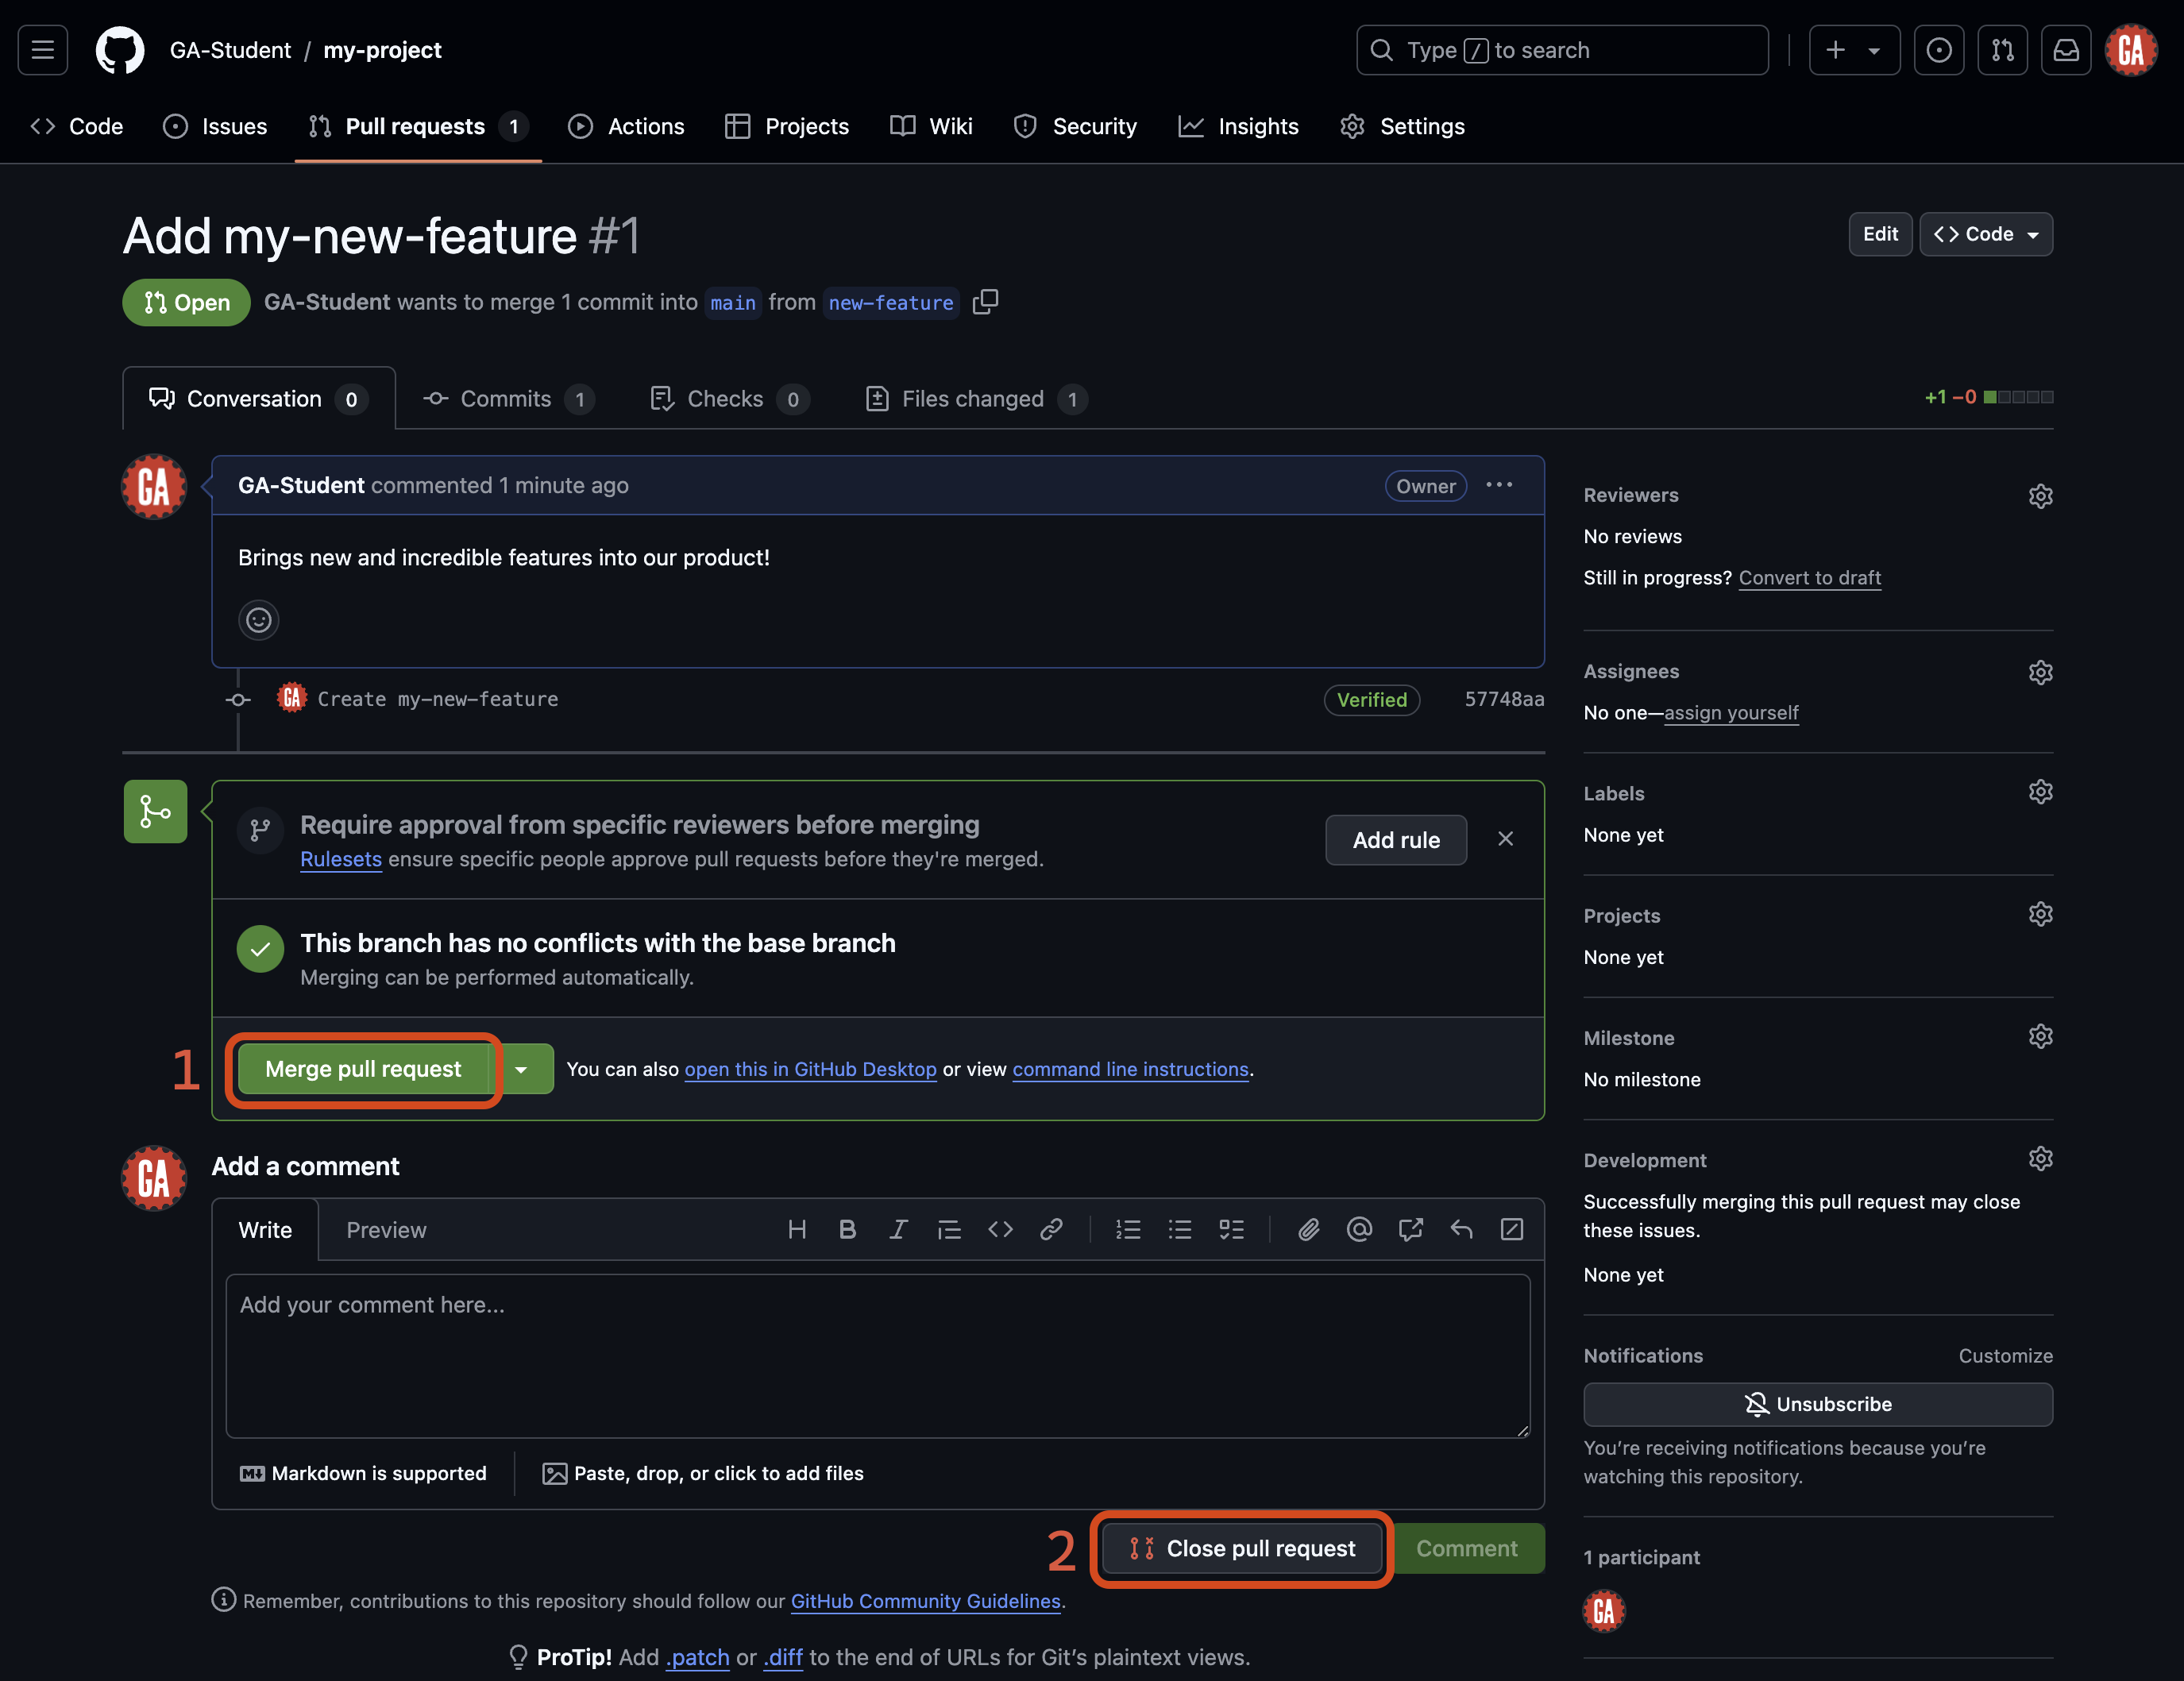 GA-Student / my-project
Type / to search
GA
Code
Issues
Pull requests 1
Actions
Projects
Wiki
Security
Insights
Settings
Add my-new-feature #1
Edit
Code
Open
GA-Student wants to merge 1 commit into main from new-feature
Conversation 0
Commits 1
Checks 0
Files changed 1
+1 −0
GA
GA-Student commented 1 minute ago
Owner
Brings new and incredible features into our product!
GA
Create my-new-feature
Verified
57748aa
Require approval from specific reviewers before merging
Rulesets ensure specific people approve pull requests before they're merged.
Add rule
This branch has no conflicts with the base branch
Merging can be performed automatically.
1
Merge pull request
You can also open this in GitHub Desktop or view command line instructions.
GA
Add a comment
Write
Preview
Add your comment here...
Markdown is supported
Paste, drop, or click to add files
2
Close pull request
Comment
Remember, contributions to this repository should follow our GitHub Community Guidelines.
ProTip! Add .patch or .diff to the end of URLs for Git’s plaintext views.
Reviewers
No reviews
Still in progress? Convert to draft
Assignees
No one—assign yourself
Labels
None yet
Projects
None yet
Milestone
No milestone
Development
Successfully merging this pull request may close
these issues.
None yet
Notifications
Customize
Unsubscribe
You’re receiving notifications because you’re
watching this repository.
1 participant
GA